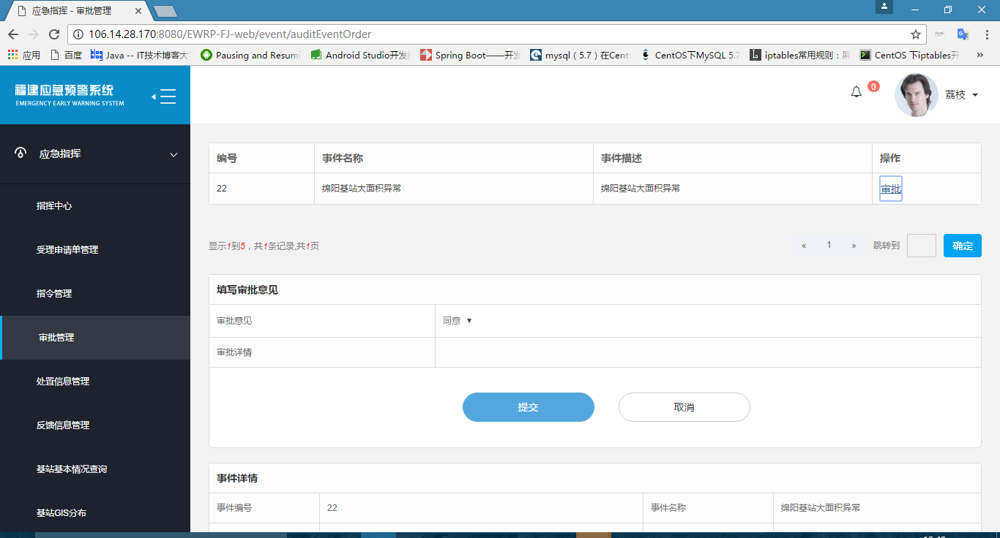 应急指挥 - 审批管理
106.14.28.170:8080/EWRP-FJ-web/event/auditEventOrder
应用 百度 Java -- IT技术博客大 Pausing and Resumi Android Studio开发 Spring Boot——开发 mysql（5.7）在Cent CentOS下MySQL 5.7 iptables常用规则：屏 CentOS 下iptables开 »
福建应急预警系统
EMERGENCY EARLY WARNING SYSTEM
0
荔枝
应急指挥
指挥中心
受理申请单管理
指令管理
审批管理
处置信息管理
反馈信息管理
基站基本情况查询
基站GIS分布
编号 事件名称 事件描述 操作
22 绵阳基站大面积异常 绵阳基站大面积异常 审批
显示1到5，共1条记录,共1页
« 1 » 跳转到 确定
填写审批意见
审批意见 同意
审批详情
提交 取消
事件详情
事件编号 22 事件名称 绵阳基站大面积异常